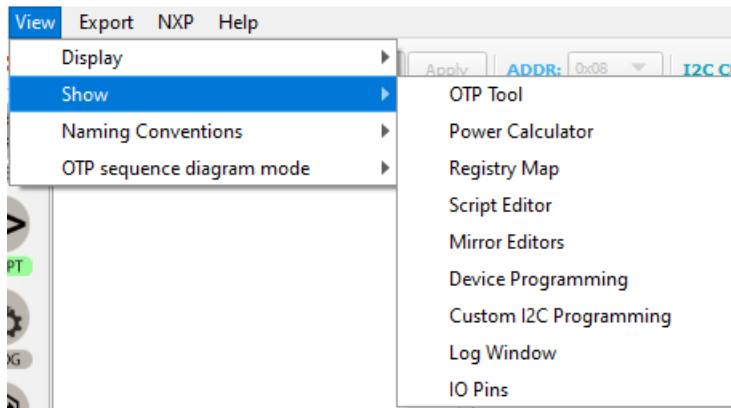 View Export NXP Help
Display
Apply ADDR: 0x08
Show
OTP Tool
Naming Conventions
Power Calculator
OTP sequence diagram mode
Registry Map
Script Editor
Mirror Editors
Device Programming
Custom I2C Programming
Log Window
IO Pins